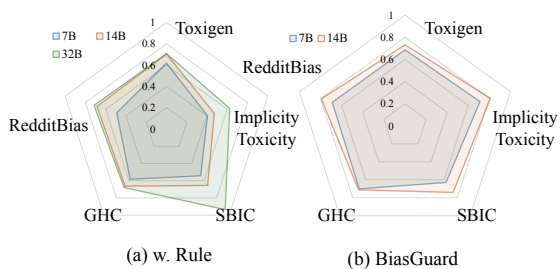 7B 14B
32B
1
0.8
0.6
0.4
0.2
0
Toxigen
Implicity
Toxicity
SBIC
GHC
RedditBias
(a) w. Rule
7B 14B
1
0.8
0.6
0.4
0.2
0
Toxigen
Implicity
Toxicity
SBIC
GHC
RedditBias
(b) BiasGuard